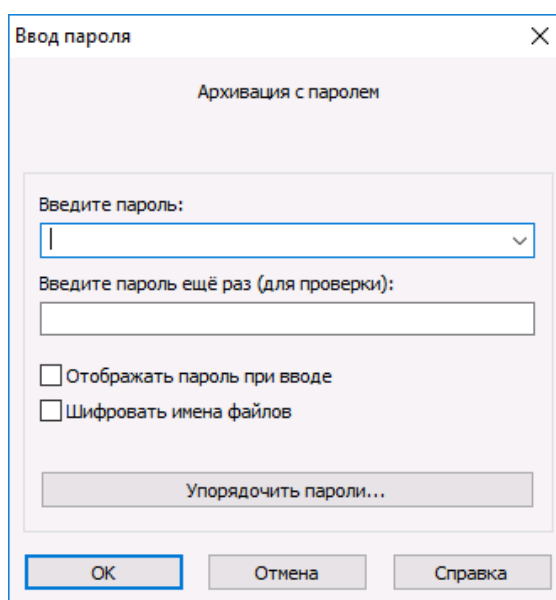 Ввод пароля
Архивация с паролем
Введите пароль:
Введите пароль ещё раз (для проверки):
Отображать пароль при вводе
Шифровать имена файлов
Упорядочить пароли...
ОК
Отмена
Справка